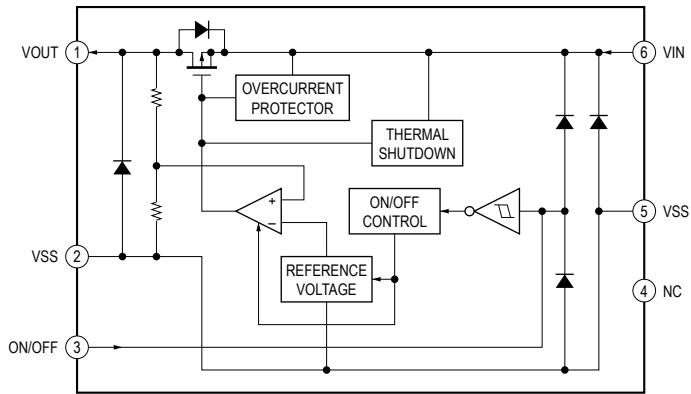 VOUT 1
6 VIN
OVERCURRENT
PROTECTOR
THERMAL
SHUTDOWN
+
−
ON/OFF
CONTROL
5 VSS
VSS 2
REFERENCE
VOLTAGE
4 NC
ON/OFF 3